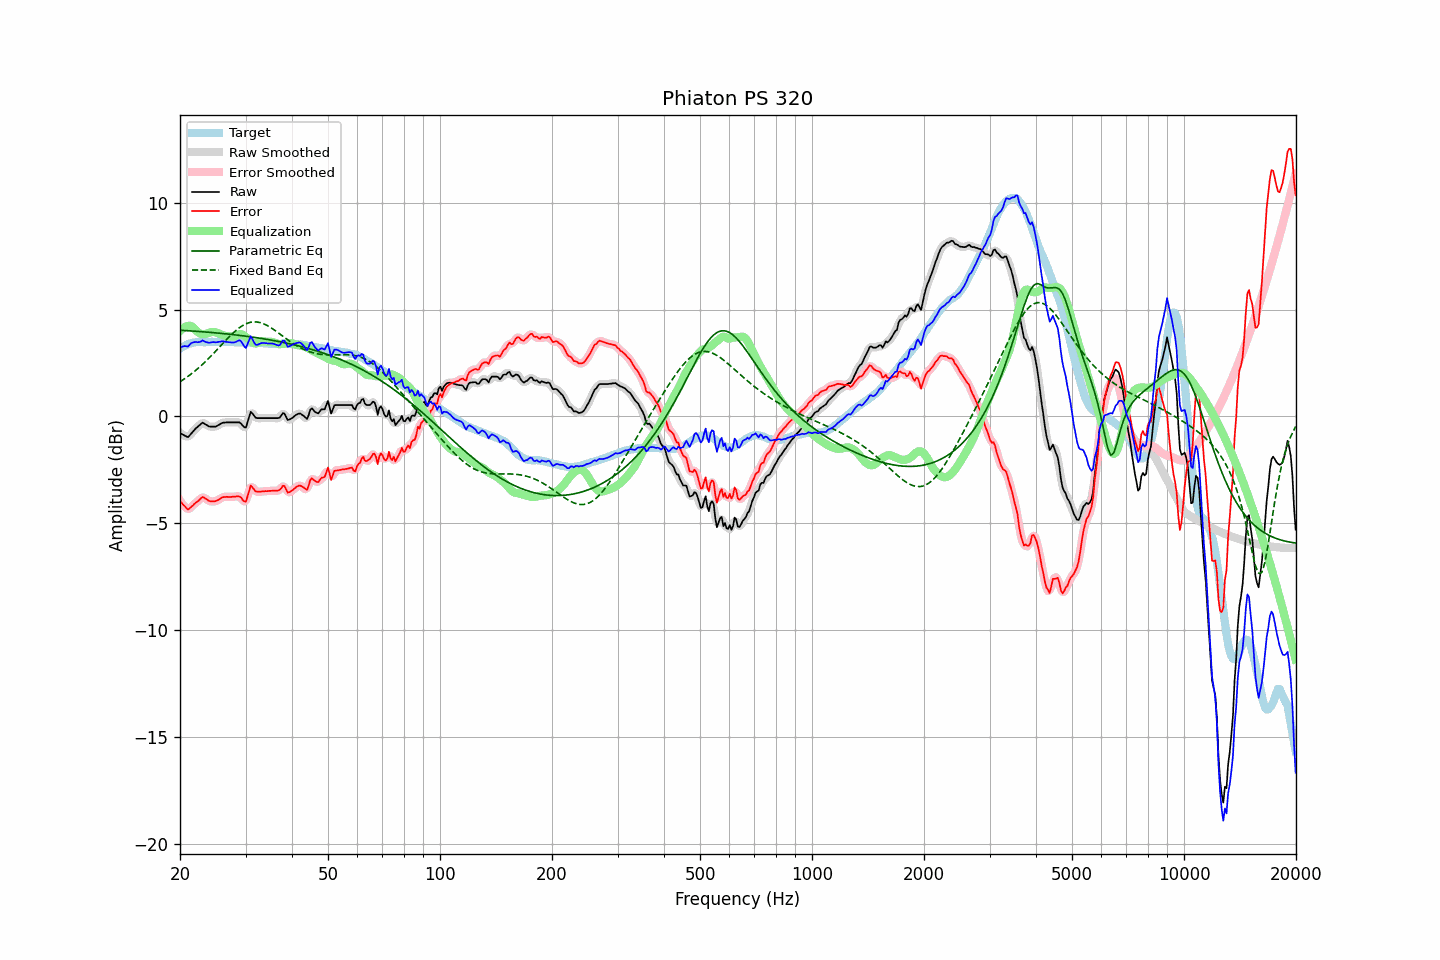 Phiaton PS 320
Target
Raw Smoothed
Error Smoothed
Raw
Error
Equalization
Parametric Eq
Fixed Band Eq
Equalized
10
5
0
−5
−10
−15
−20
Amplitude (dBr)
20
50
100
200
500
1000
2000
5000
10000
20000
Frequency (Hz)